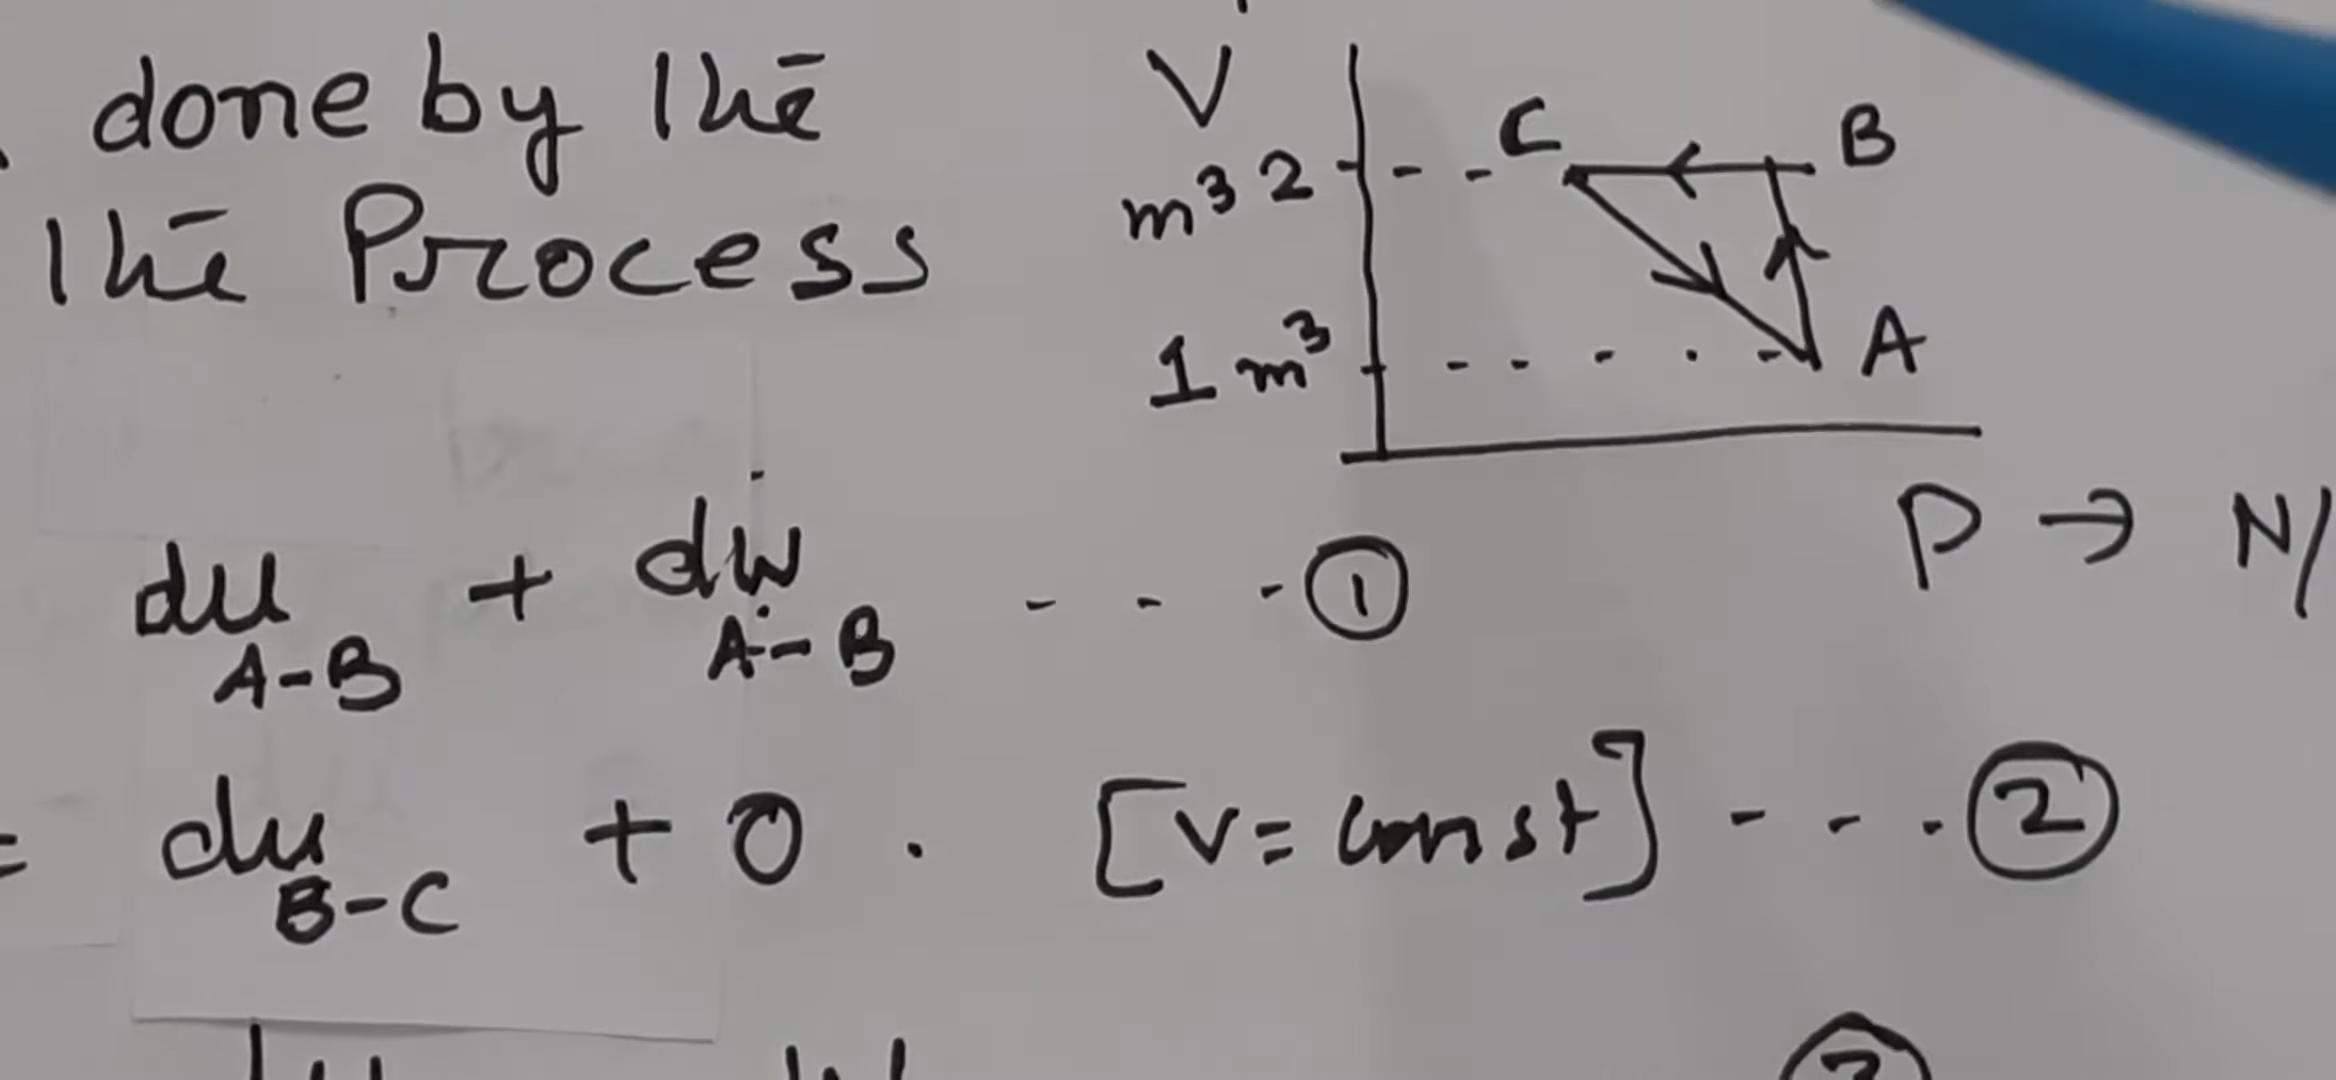 done by the
the Process
V
C
B
m³ 2
1 m³
A
P → N/
du A-B + dw A-B - - - ①
= du B-C + 0 . [v = const] - - - ②